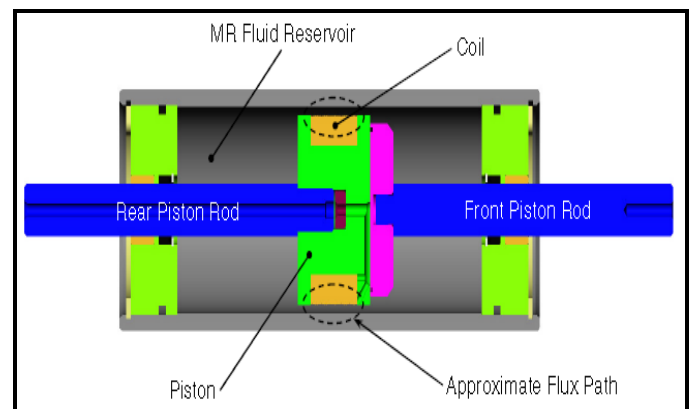 MR Fluid Reservoir
Coil
Rear Piston Rod
Front Piston Rod
Piston
Approximate Flux Path